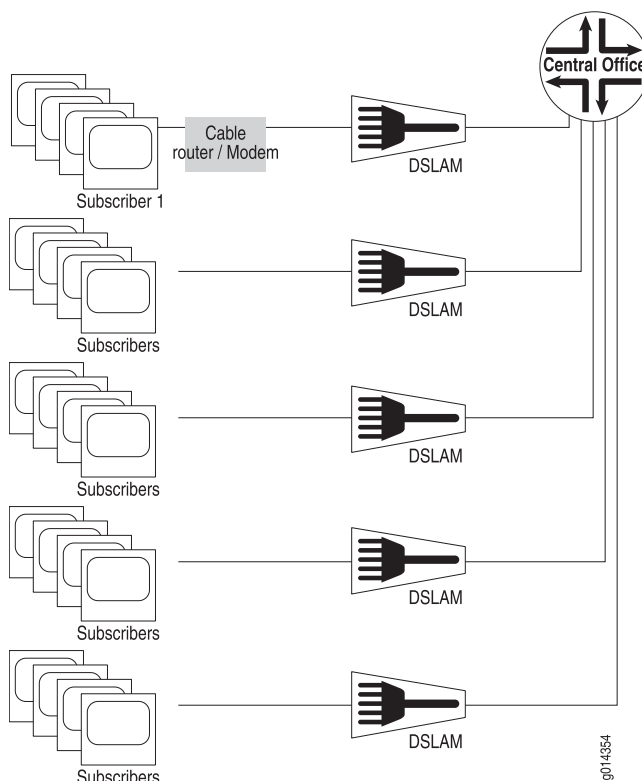 Central Office
Cable
router / Modem
DSLAM
Subscriber 1
DSLAM
Subscribers
DSLAM
Subscribers
DSLAM
Subscribers
DSLAM
Subscribers
g014354